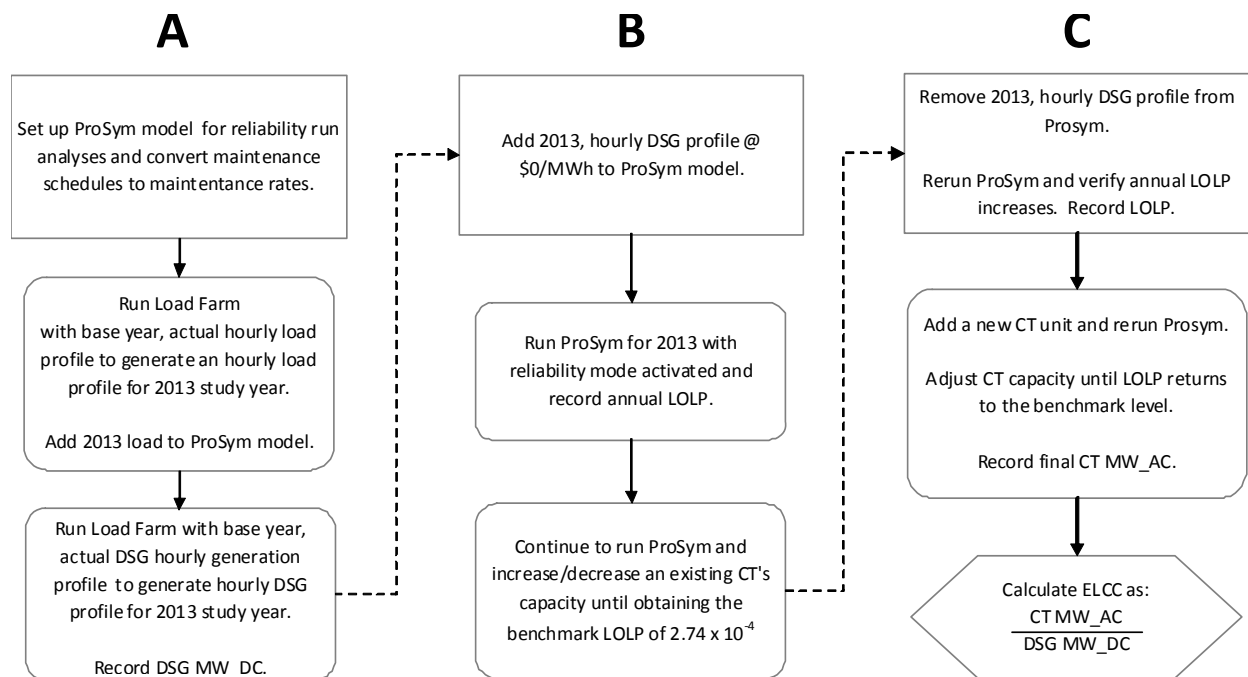 A
Set up ProSym model for reliability run
analyses and convert maintenance
schedules to maintentance rates.
Run Load Farm
with base year, actual hourly load
profile to generate an hourly load
profile for 2013 study year.
Add 2013 load to ProSym model.
Run Load Farm with base year,
actual DSG hourly generation
profile to generate hourly DSG
profile for 2013 study year.
Record DSG MW_DC.
B
Add 2013, hourly DSG profile @
$0/MWh to ProSym model.
Run ProSym for 2013 with
reliability mode activated and
record annual LOLP.
Continue to run ProSym and
increase/decrease an existing CT's
capacity until obtaining the
benchmark LOLP of 2.74 x 10⁻⁴
C
Remove 2013, hourly DSG profile from
Prosym.
Rerun ProSym and verify annual LOLP
increases. Record LOLP.
Add a new CT unit and rerun Prosym.
Adjust CT capacity until LOLP returns
to the benchmark level.
Record final CT MW_AC.
Calculate ELCC as:
CT MW_AC
DSG MW_DC